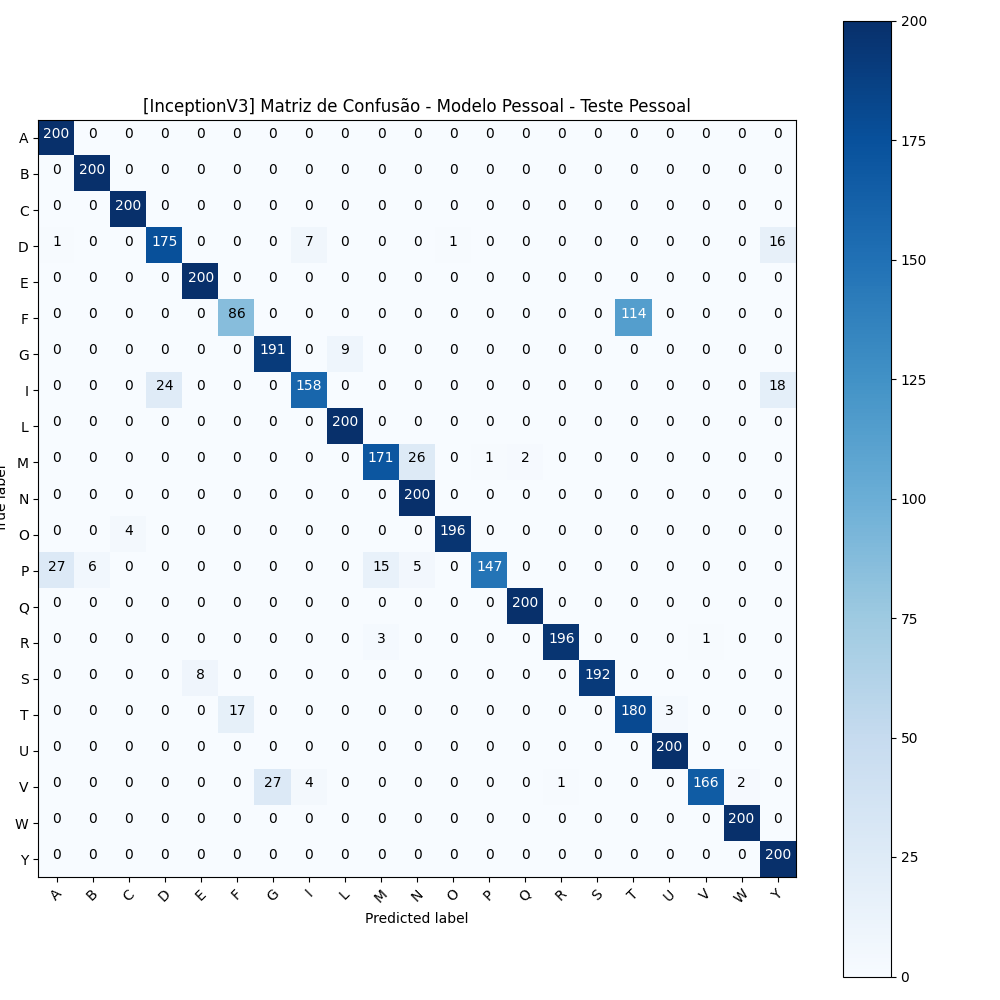 [InceptionV3] Matriz de Confusão - Modelo Pessoal - Teste Pessoal
A 200 0 0 0 0 0 0 0 0 0 0 0 0 0 0 0 0 0 0 0 0
B 0 200 0 0 0 0 0 0 0 0 0 0 0 0 0 0 0 0 0 0 0
C 0 0 200 0 0 0 0 0 0 0 0 0 0 0 0 0 0 0 0 0 0
D 1 0 0 175 0 0 0 7 0 0 0 1 0 0 0 0 0 0 0 0 16
E 0 0 0 0 200 0 0 0 0 0 0 0 0 0 0 0 0 0 0 0 0
F 0 0 0 0 0 86 0 0 0 0 0 0 0 0 0 0 114 0 0 0 0
G 0 0 0 0 0 0 191 0 9 0 0 0 0 0 0 0 0 0 0 0 0
I 0 0 0 24 0 0 0 158 0 0 0 0 0 0 0 0 0 0 0 0 18
L 0 0 0 0 0 0 0 0 200 0 0 0 0 0 0 0 0 0 0 0 0
M 0 0 0 0 0 0 0 0 0 171 26 0 1 2 0 0 0 0 0 0 0
N 0 0 0 0 0 0 0 0 0 0 200 0 0 0 0 0 0 0 0 0 0
O 0 0 4 0 0 0 0 0 0 0 0 196 0 0 0 0 0 0 0 0 0
P 27 6 0 0 0 0 0 0 0 15 5 0 147 0 0 0 0 0 0 0 0
Q 0 0 0 0 0 0 0 0 0 0 0 0 0 200 0 0 0 0 0 0 0
R 0 0 0 0 0 0 0 0 0 3 0 0 0 0 196 0 0 0 1 0 0
S 0 0 0 0 8 0 0 0 0 0 0 0 0 0 0 192 0 0 0 0 0
T 0 0 0 0 0 17 0 0 0 0 0 0 0 0 0 0 180 3 0 0 0
U 0 0 0 0 0 0 0 0 0 0 0 0 0 0 0 0 0 200 0 0 0
V 0 0 0 0 0 0 27 4 0 0 0 0 0 0 1 0 0 0 166 2 0
W 0 0 0 0 0 0 0 0 0 0 0 0 0 0 0 0 0 0 0 200 0
Y 0 0 0 0 0 0 0 0 0 0 0 0 0 0 0 0 0 0 0 0 200
A B C D E F G I L M N O P Q R S T U V W Y
Predicted label
True label
200
175
150
125
100
75
50
25
0